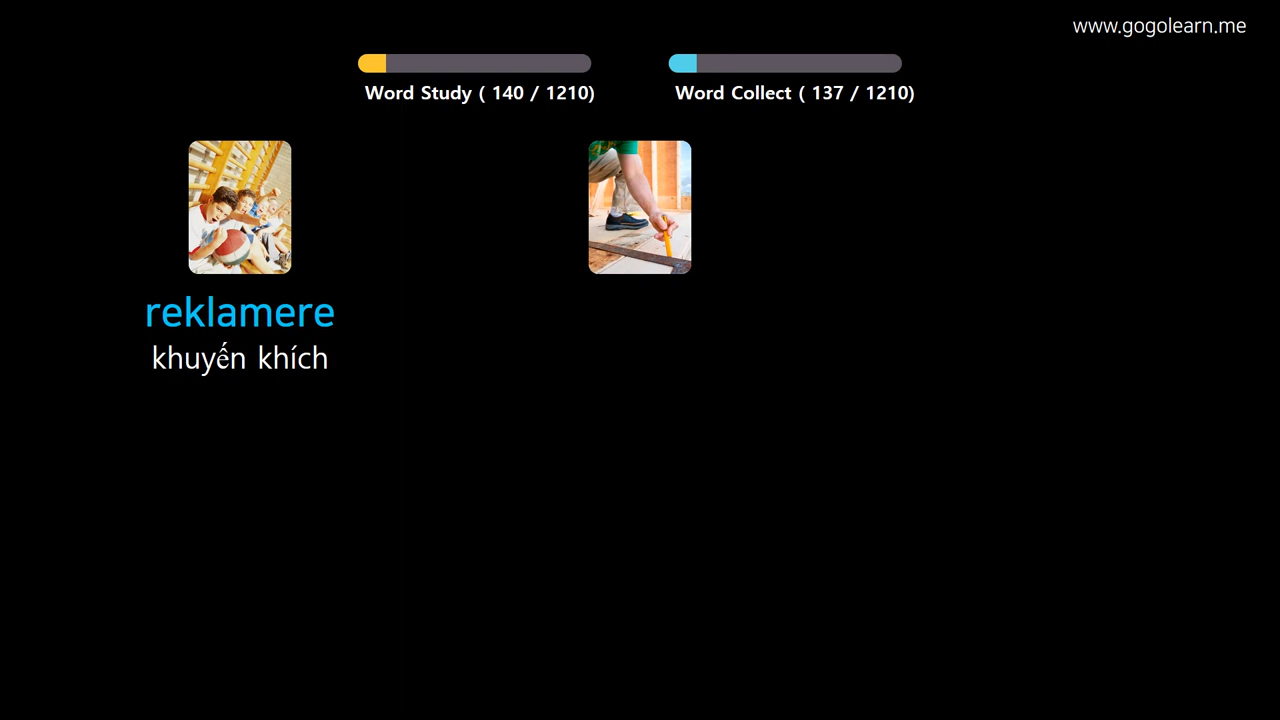 www.gogolearn.me
Word Study ( 140 / 1210)
Word Collect ( 137 / 1210)
reklamere
khuyến khích